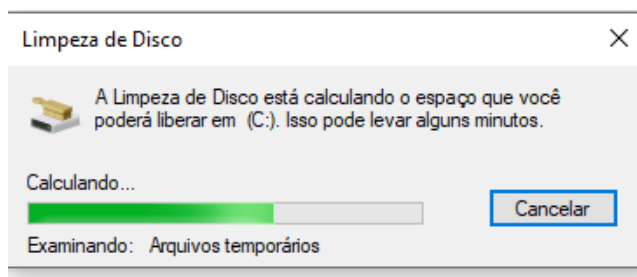 Limpeza de Disco
A Limpeza de Disco está calculando o espaço que você
poderá liberar em  (C:). Isso pode levar alguns minutos.
Calculando...
Cancelar
Examinando:   Arquivos temporários